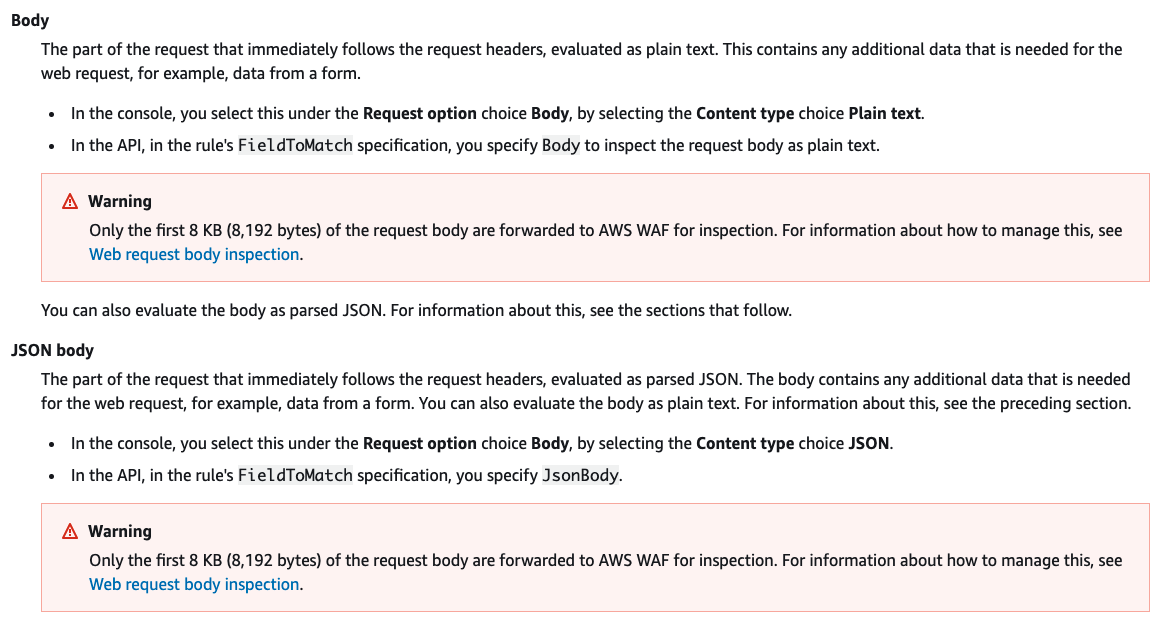 Body
The part of the request that immediately follows the request headers, evaluated as plain text. This contains any additional data that is needed for the
web request, for example, data from a form.
• In the console, you select this under the Request option choice Body, by selecting the Content type choice Plain text.
• In the API, in the rule's FieldToMatch specification, you specify Body to inspect the request body as plain text.
Warning
Only the first 8 KB (8,192 bytes) of the request body are forwarded to AWS WAF for inspection. For information about how to manage this, see
Web request body inspection.
You can also evaluate the body as parsed JSON. For information about this, see the sections that follow.
JSON body
The part of the request that immediately follows the request headers, evaluated as parsed JSON. The body contains any additional data that is needed
for the web request, for example, data from a form. You can also evaluate the body as plain text. For information about this, see the preceding section.
• In the console, you select this under the Request option choice Body, by selecting the Content type choice JSON.
• In the API, in the rule's FieldToMatch specification, you specify JsonBody.
Warning
Only the first 8 KB (8,192 bytes) of the request body are forwarded to AWS WAF for inspection. For information about how to manage this, see
Web request body inspection.